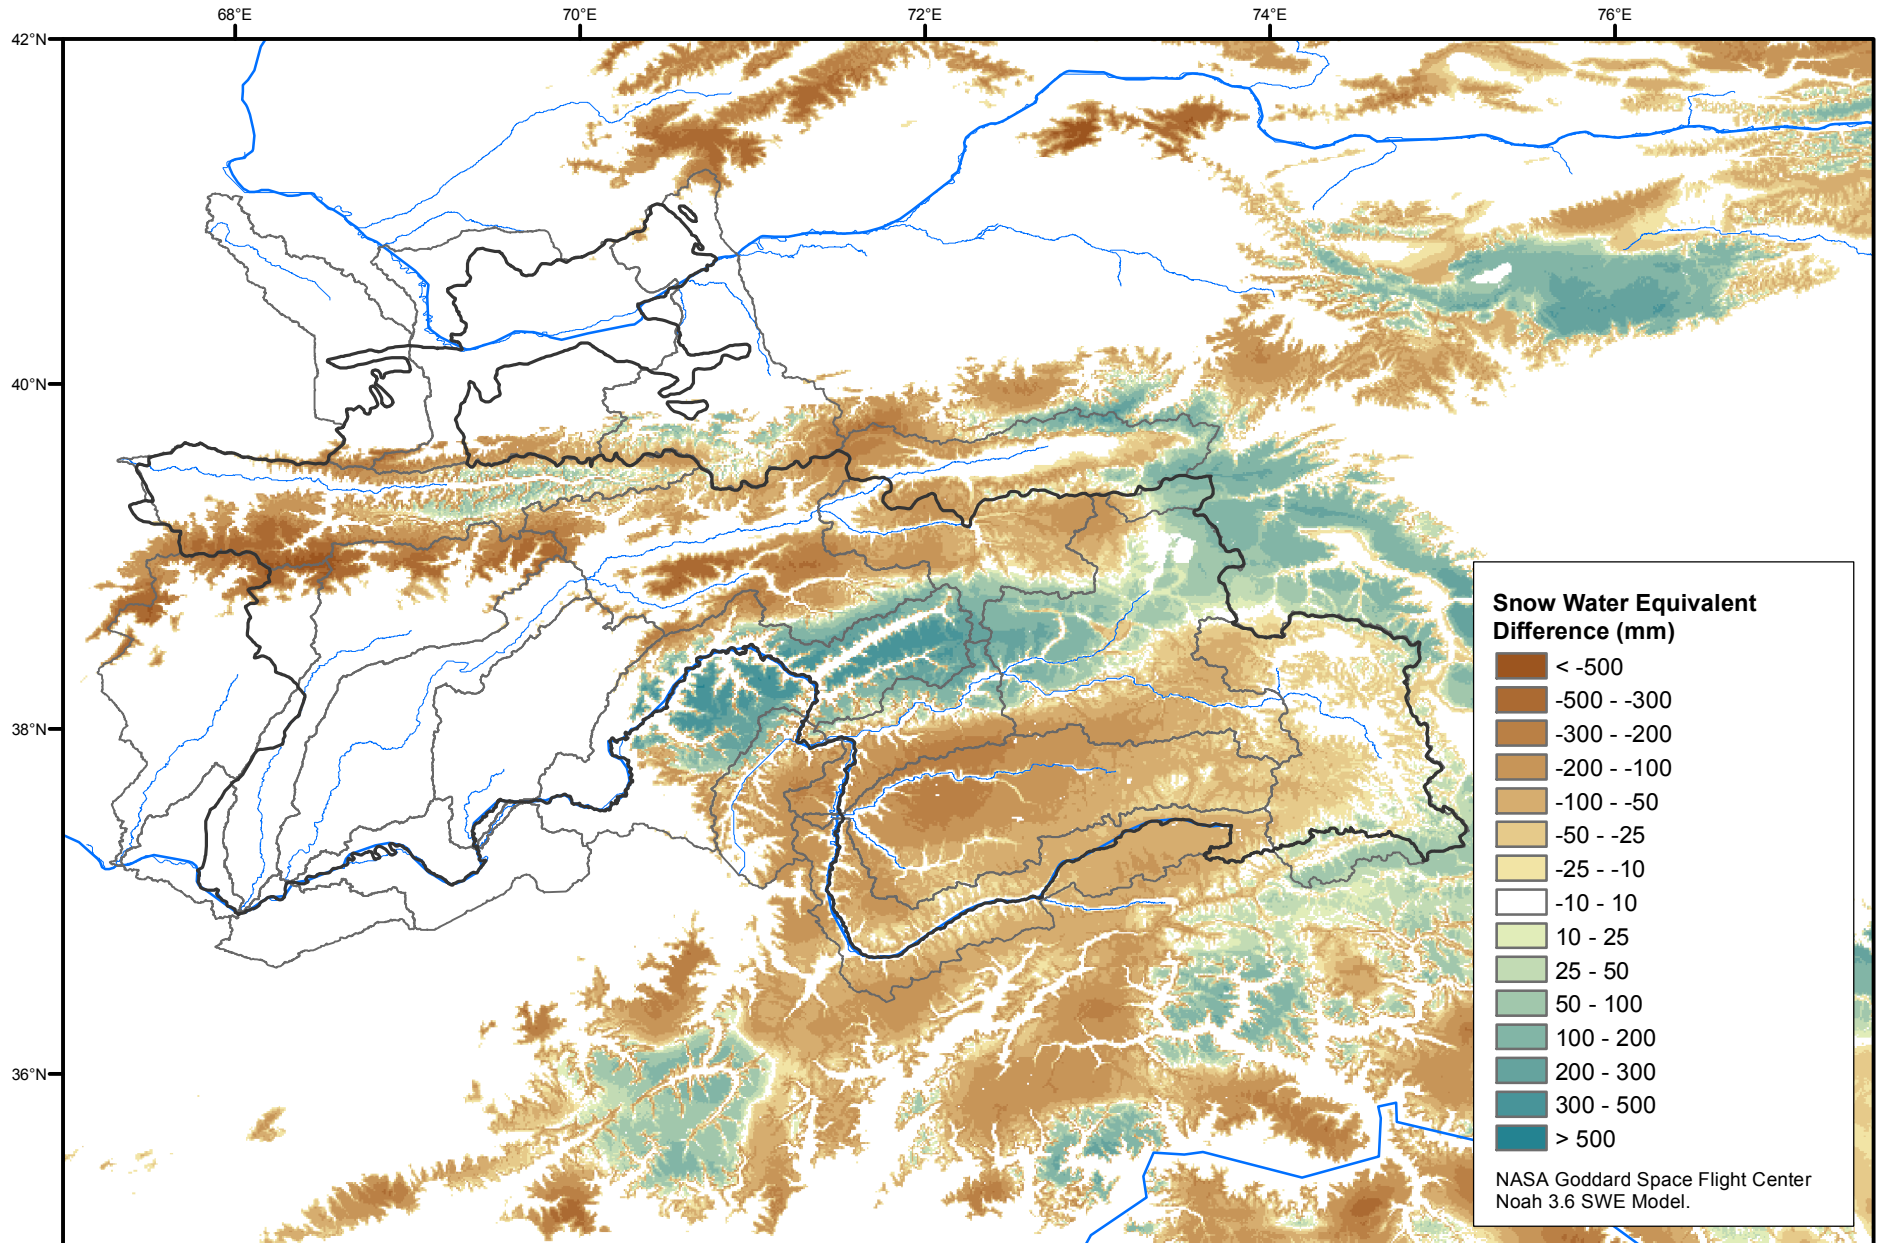 68°E
70°E
72°E
74°E
76°E
42°N
40°N
38°N
36°N
Snow Water Equivalent
Difference (mm)
< -500
-500 - -300
-300 - -200
-200 - -100
-100 - -50
-50 - -25
-25 - -10
-10 - 10
10 - 25
25 - 50
50 - 100
100 - 200
200 - 300
300 - 500
> 500
NASA Goddard Space Flight Center
Noah 3.6 SWE Model.